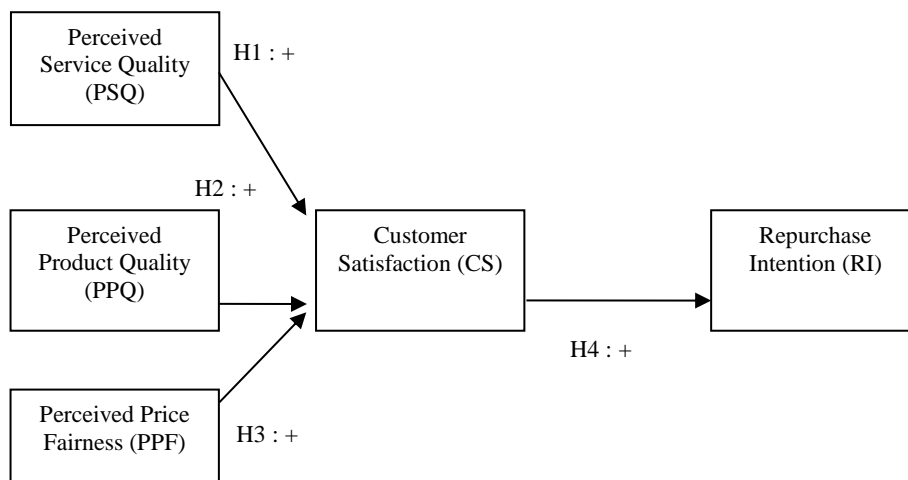 Perceived
Service Quality
(PSQ)
H1 : +
H2 : +
Perceived
Product Quality
(PPQ)
Customer
Satisfaction (CS)
Repurchase
Intention (RI)
H4 : +
Perceived Price
Fairness (PPF)
H3 : +